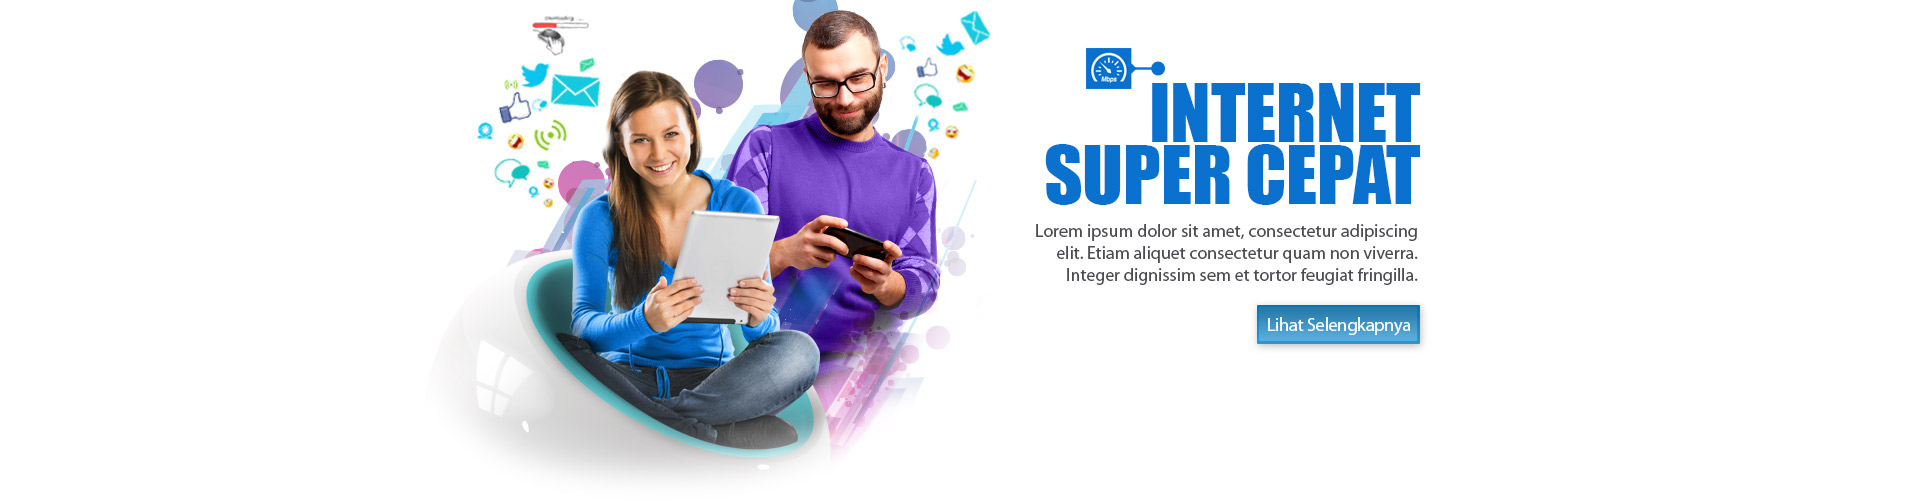 Mbps
INTERNET
SUPER CEPAT
Lorem ipsum dolor sit amet, consectetur adipiscing
elit. Etiam aliquet consectetur quam non viverra.
Integer dignissim sem et tortor feugiat fringilla.
Lihat Selengkapnya